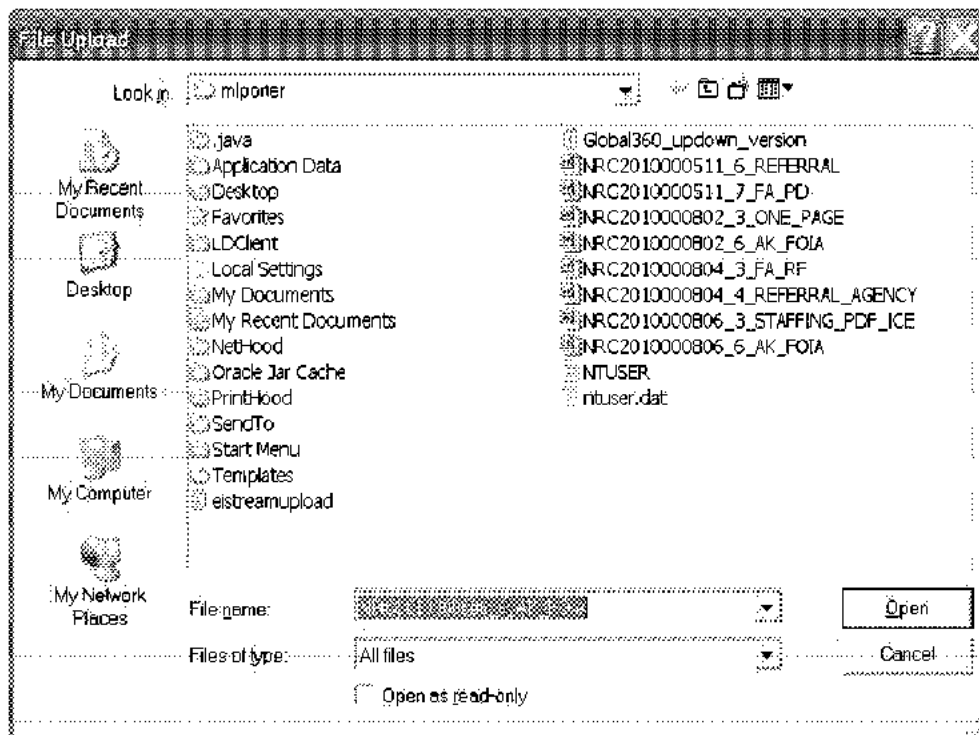 File Upload
Look in:
mlporter
My Recent
Documents
Desktop
My Documents
My Computer
My Network
Places
.java
Application Data
Desktop
Favorites
LDClient
Local Settings
My Documents
My Recent Documents
NetHood
Oracle Jar Cache
PrintHood
SendTo
Start Menu
Templates
eistreamupload
Global360_updown_version
NRC2010000511_6_REFERRAL
NRC2010000511_7_FA_PD
NRC2010000802_3_ONE_PAGE
NRC2010000802_6_AK_FOIA
NRC2010000804_3_FA_RF
NRC2010000804_4_REFERRAL_AGENCY
NRC2010000806_3_STAFFING_PDF_ICE
NRC2010000806_6_AK_FOIA
NTUSER
ntuser.dat
File name:
Open
Files of type:
All files
Cancel
Open as read-only